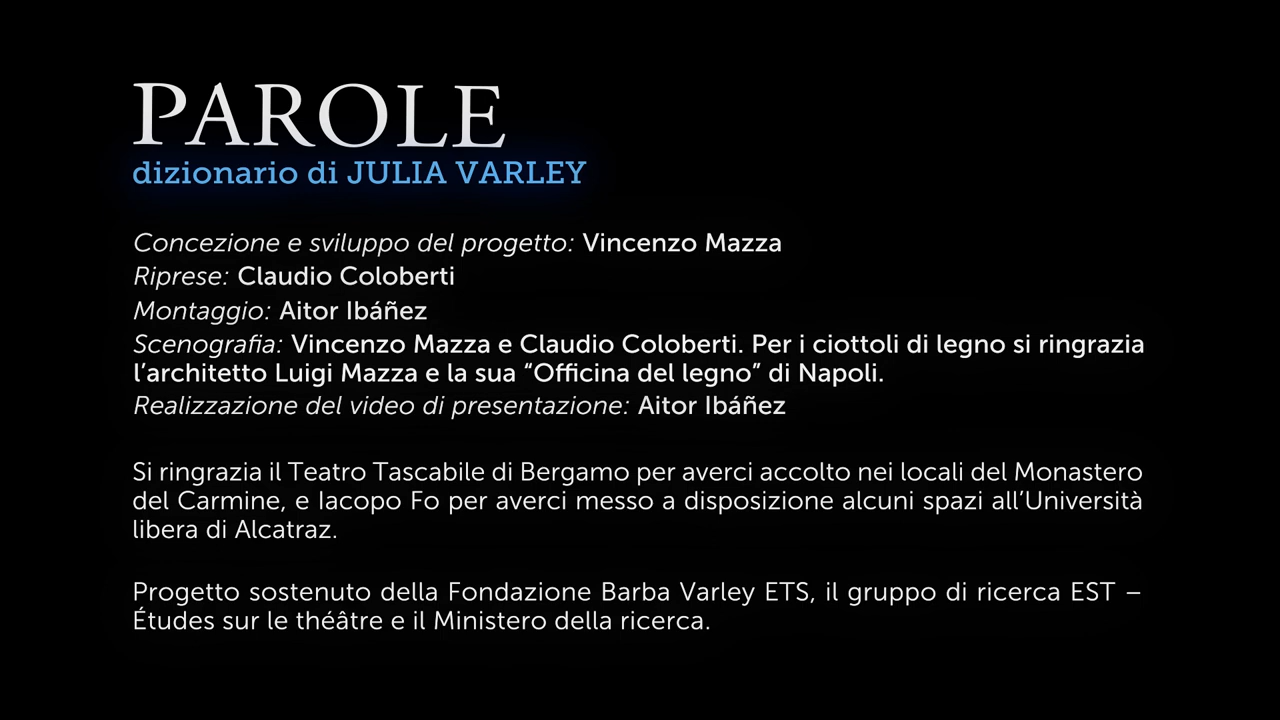 PAROLE
dizionario di JULIA VARLEY
Concezione e sviluppo del progetto: Vincenzo Mazza
Riprese: Claudio Coloberti
Montaggio: Aitor Ibáñez
Scenografia: Vincenzo Mazza e Claudio Coloberti. Per i ciottoli di legno si ringrazia
l’architetto Luigi Mazza e la sua “Officina del legno” di Napoli.
Realizzazione del video di presentazione: Aitor Ibáñez
Si ringrazia il Teatro Tascabile di Bergamo per averci accolto nei locali del Monastero
del Carmine, e Iacopo Fo per averci messo a disposizione alcuni spazi all’Università
libera di Alcatraz.
Progetto sostenuto della Fondazione Barba Varley ETS, il gruppo di ricerca EST –
Études sur le théâtre e il Ministero della ricerca.